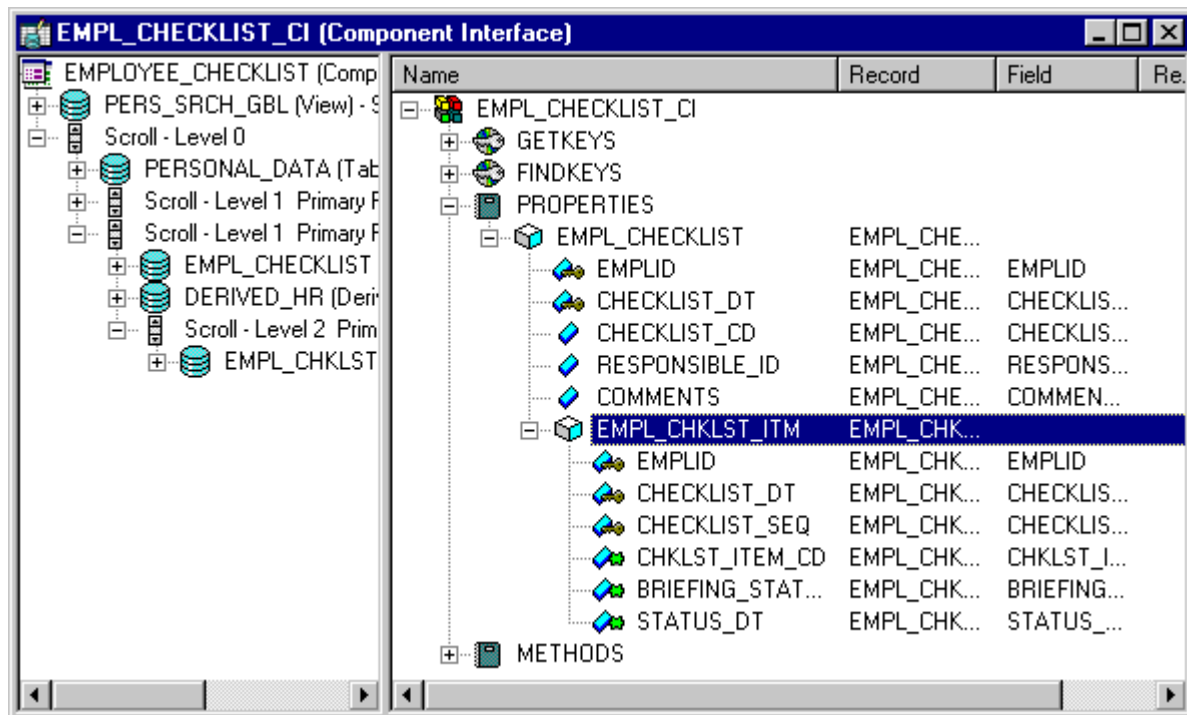 EMPL_CHECKLIST_CI (Component Interface)
EMPLOYEE_CHECKLIST (Comp
PERS_SRCH_GBL (View) - S
Scroll - Level 0
PERSONAL_DATA (Tab
Scroll - Level 1 Primary F
Scroll - Level 1 Primary F
EMPL_CHECKLIST
DERIVED_HR (Deri
Scroll - Level 2 Prim
EMPL_CHKLST
Name Record Field Re.
EMPL_CHECKLIST_CI
GETKEYS
FINDKEYS
PROPERTIES
EMPL_CHECKLIST EMPL_CHE...
EMPLID EMPL_CHE... EMPLID
CHECKLIST_DT EMPL_CHE... CHECKLIS...
CHECKLIST_CD EMPL_CHE... CHECKLIS...
RESPONSIBLE_ID EMPL_CHE... RESPONS...
COMMENTS EMPL_CHE... COMMEN...
EMPL_CHKLST_ITM EMPL_CHK...
EMPLID EMPL_CHK... EMPLID
CHECKLIST_DT EMPL_CHK... CHECKLIS...
CHECKLIST_SEQ EMPL_CHK... CHECKLIS...
CHKLST_ITEM_CD EMPL_CHK... CHKLST_I...
BRIEFING_STAT... EMPL_CHK... BRIEFING...
STATUS_DT EMPL_CHK... STATUS_...
METHODS